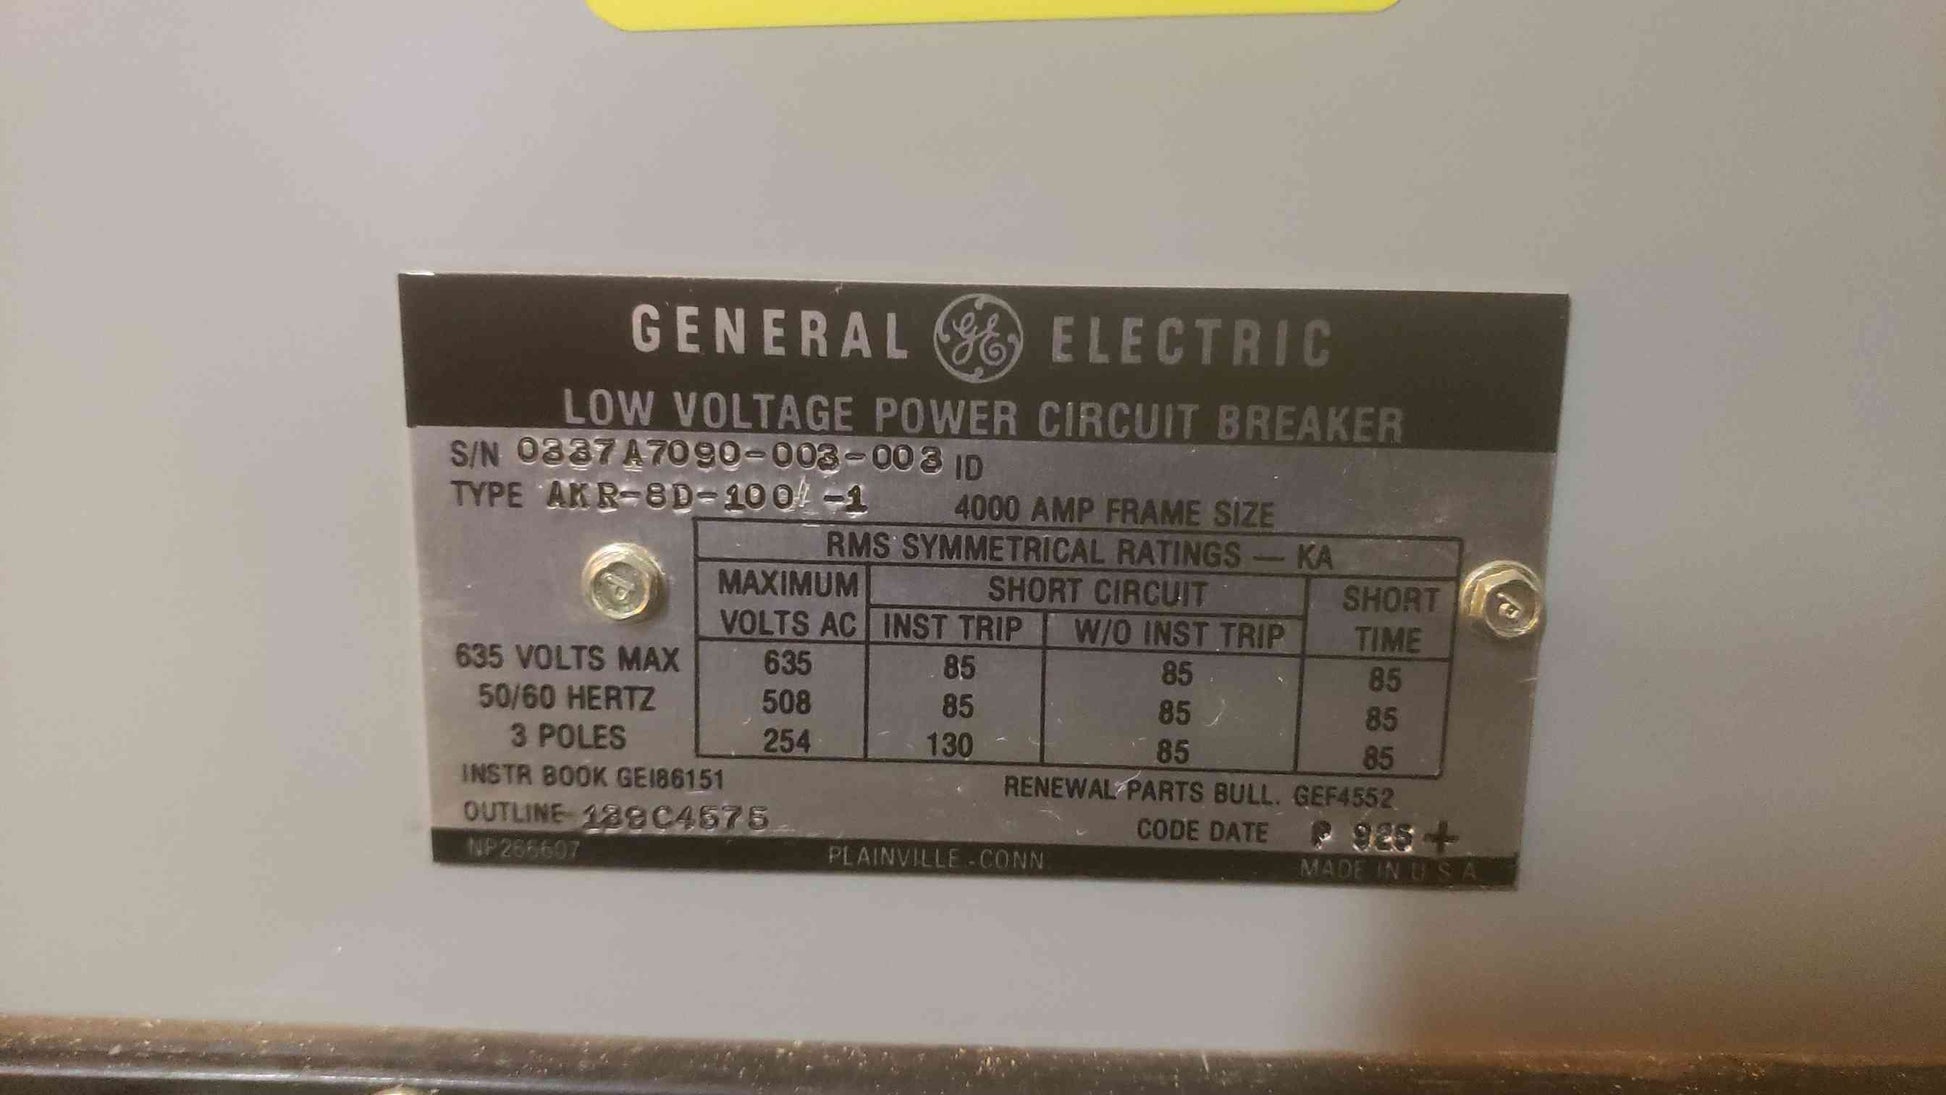 GENERAL GE ELECTRIC
LOW VOLTAGE POWER CIRCUIT BREAKER
S/N 0337A7090-003-003 ID
TYPE AKR-8D-100 -1 4000 AMP FRAME SIZE
RMS SYMMETRICAL RATINGS — KA
MAXIMUM VOLTS AC SHORT CIRCUIT SHORT TIME
INST TRIP W/O INST TRIP
635 VOLTS MAX 635 85 85 85
50/60 HERTZ 508 85 85 85
3 POLES 254 130 85 85
INSTR BOOK GEI86151 RENEWAL PARTS BULL. GEF4552
OUTLINE 139C4575 CODE DATE P 925 +
NP266607 PLAINVILLE - CONN MADE IN U S A